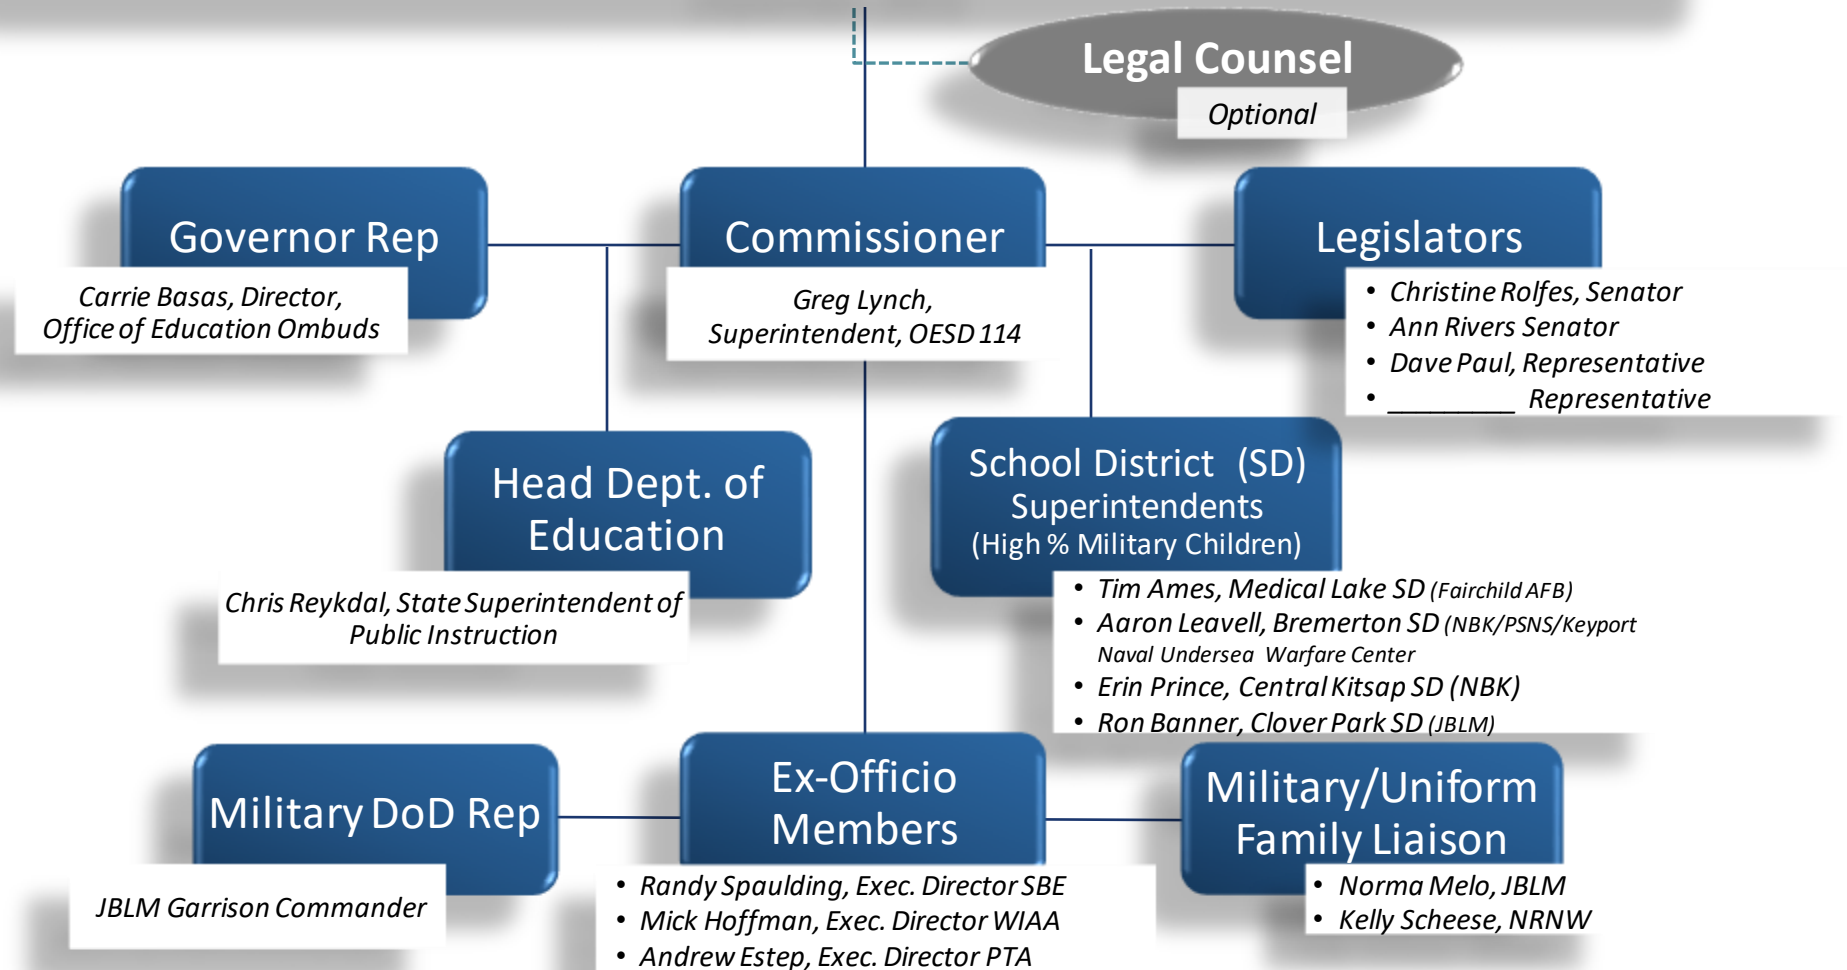 Legal Counsel
Optional
Governor Rep
Carrie Basas, Director,
Office of Education Ombuds
Commissioner
Greg Lynch,
Superintendent, OESD 114
Legislators
• Christine Rolfes, Senator
• Ann Rivers Senator
• Dave Paul, Representative
• _________ Representative
Head Dept. of
Education
Chris Reykdal, State Superintendent of
Public Instruction
School District (SD)
Superintendents
(High % Military Children)
• Tim Ames, Medical Lake SD (Fairchild AFB)
• Aaron Leavell, Bremerton SD (NBK/PSNS/Keyport
Naval Undersea Warfare Center
• Erin Prince, Central Kitsap SD (NBK)
• Ron Banner, Clover Park SD (JBLM)
Military DoD Rep
JBLM Garrison Commander
Ex-Officio
Members
• Randy Spaulding, Exec. Director SBE
• Mick Hoffman, Exec. Director WIAA
• Andrew Estep, Exec. Director PTA
Military/Uniform
Family Liaison
• Norma Melo, JBLM
• Kelly Scheese, NRNW